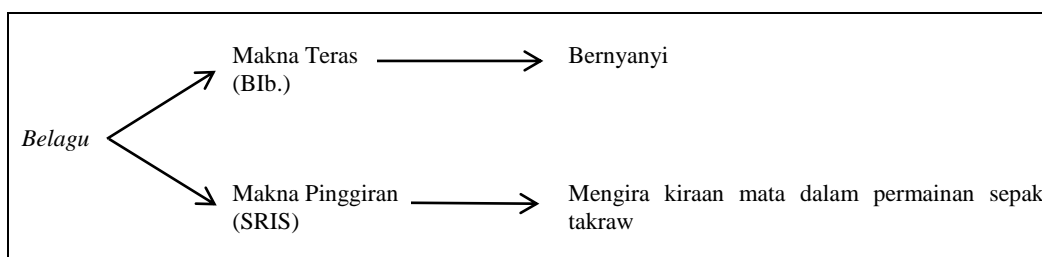 Makna Teras
(BIb.)
Bernyanyi
Belagu
Makna Pinggiran
(SRIS)
Mengira kiraan mata dalam permainan sepak
takraw